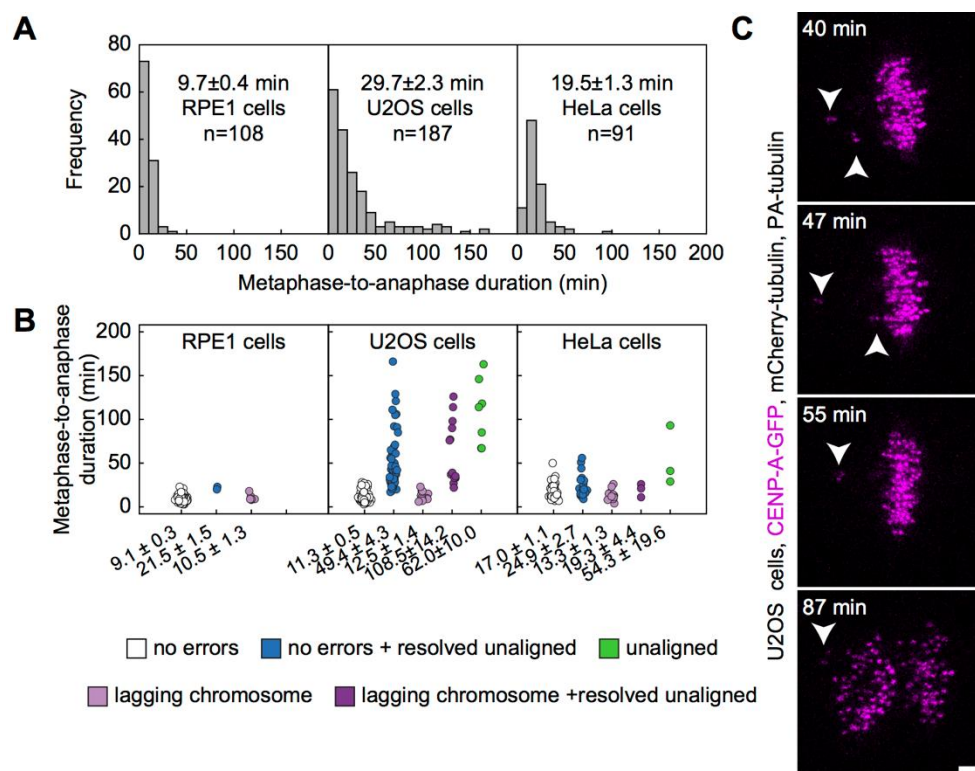 A
80
60
40
20
0
Frequency
9.7±0.4 min
RPE1 cells
n=108
29.7±2.3 min
U2OS cells
n=187
19.5±1.3 min
HeLa cells
n=91
0 50 100 150 0 50 100 150 0 50 100 150 200
Metaphase-to-anaphase duration (min)
B
200
150
100
50
0
Metaphase-to-anaphase
duration (min)
RPE1 cells
U2OS cells
HeLa cells
9.1 ± 0.3
21.5 ± 1.5
10.5 ± 1.3
11.3 ± 0.5
49.4 ± 4.3
12.5 ± 1.4
108.5±14.2
62.0±10.0
17.0 ± 1.1
24.9 ± 2.7
13.3 ± 1.3
19.3 ± 4.4
54.3 ± 19.6
no errors
no errors + resolved unaligned
unaligned
lagging chromosome
lagging chromosome +resolved unaligned
C
U2OS cells, CENP-A-GFP, mCherry-tubulin, PA-tubulin
40 min
47 min
55 min
87 min